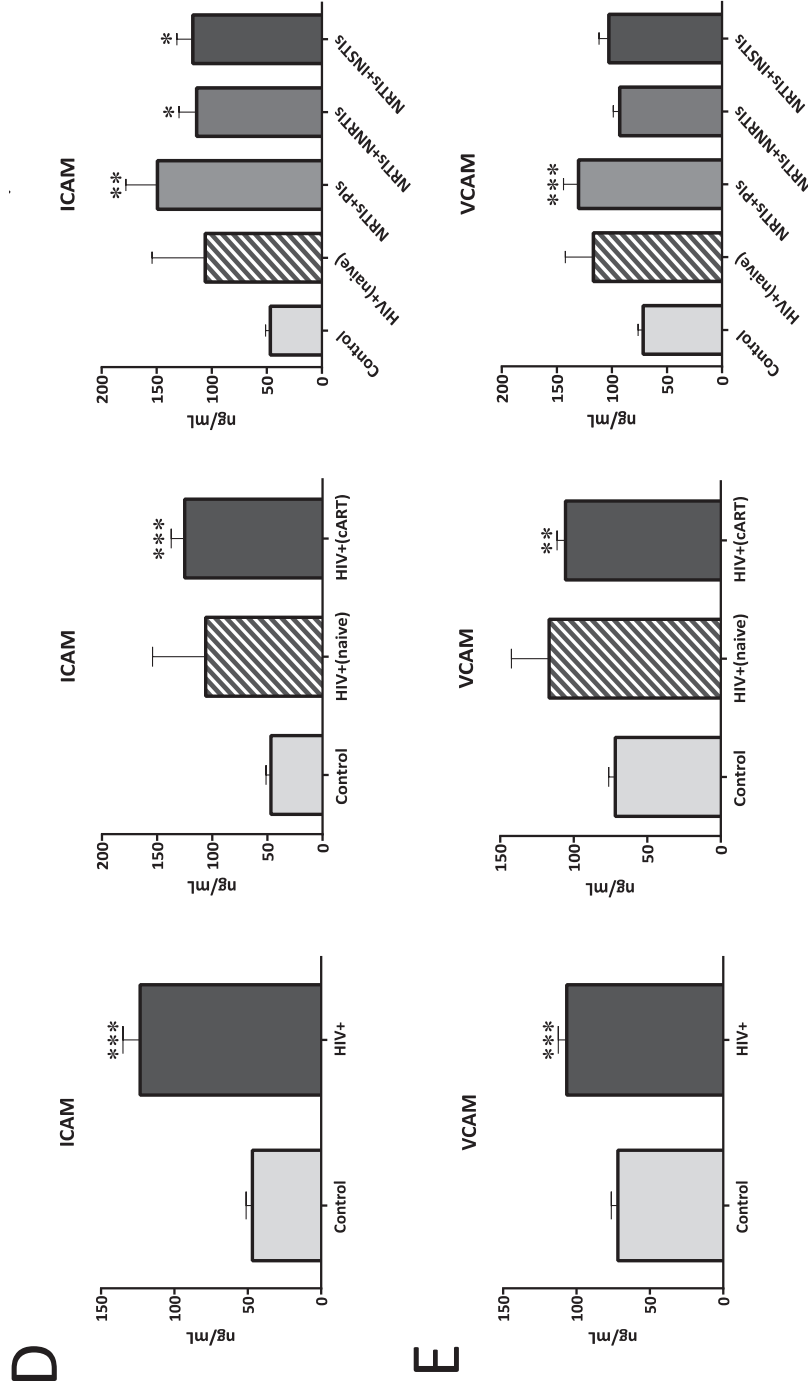 D
ICAM
***
ng/mL
150
100
50
0
Control
HIV+
ICAM
***
ng/mL
200
150
100
50
0
Control
HIV+(naive)
HIV+(cART)
ICAM
**
*
*
ng/mL
200
150
100
50
0
Control
HIV+(naive)
NRTIs+PIs
NRTIs+NNRTIs
NRTIs+INSTIs
E
VCAM
***
ng/mL
150
100
50
0
Control
HIV+
VCAM
**
ng/mL
150
100
50
0
Control
HIV+(naive)
HIV+(cART)
VCAM
***
ng/mL
200
150
100
50
0
Control
HIV+(naive)
NRTIs+PIs
NRTIs+NNRTIs
NRTIs+INSTIs